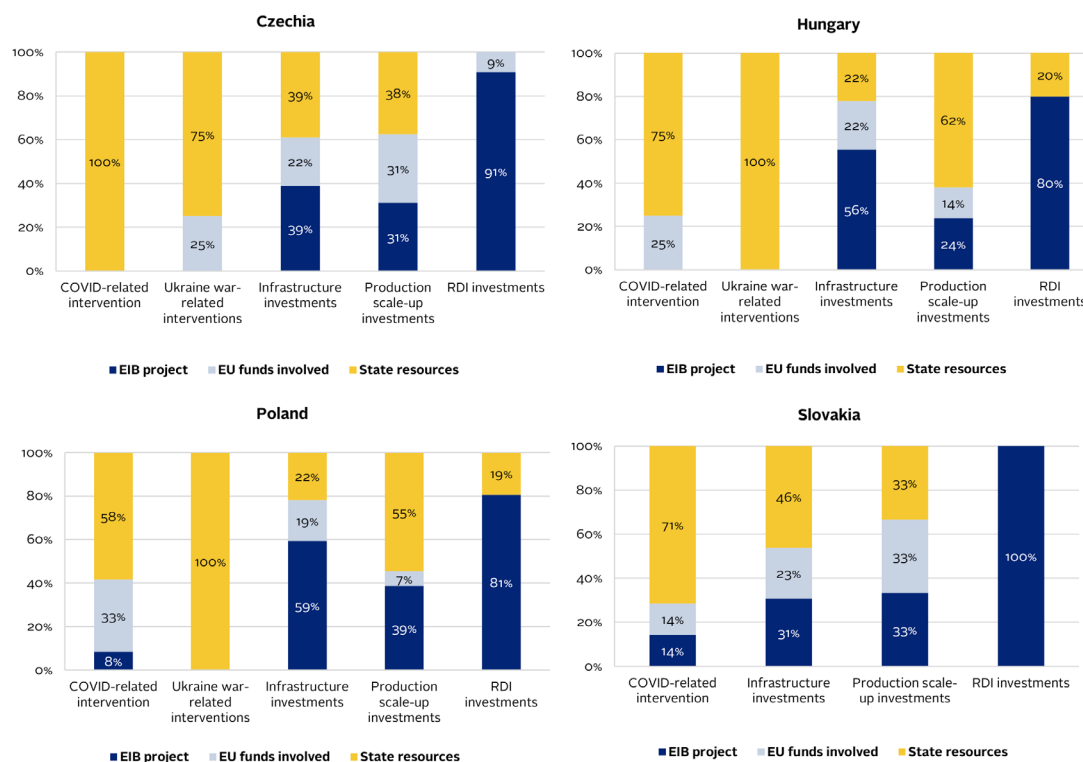 Czechia
100%
80%
60%
40%
20%
0%
100%
75%
25%
39%
22%
39%
38%
31%
31%
9%
91%
COVID-related
intervention
Ukraine war-
related
interventions
Infrastructure
investments
Production
scale-up
investments
RDI investments
EIB project
EU funds involved
State resources
Hungary
100%
80%
60%
40%
20%
0%
75%
25%
100%
22%
22%
56%
62%
14%
24%
20%
80%
COVID-related
intervention
Ukraine war-
related
interventions
Infrastructure
investments
Production
scale-up
investments
RDI
investments
EIB project
EU funds involved
State resources
Poland
100%
80%
60%
40%
20%
0%
58%
33%
8%
100%
22%
19%
59%
55%
7%
39%
19%
81%
COVID-related
intervention
Ukraine war-
related
interventions
Infrastructure
investments
Production
scale-up
investments
RDI
investments
EIB project
EU funds involved
State resources
Slovakia
100%
80%
60%
40%
20%
0%
71%
14%
14%
46%
23%
31%
33%
33%
33%
100%
COVID-related
intervention
Infrastructure
investments
Production scale-
up investments
RDI investments
EIB project
EU funds involved
State resources